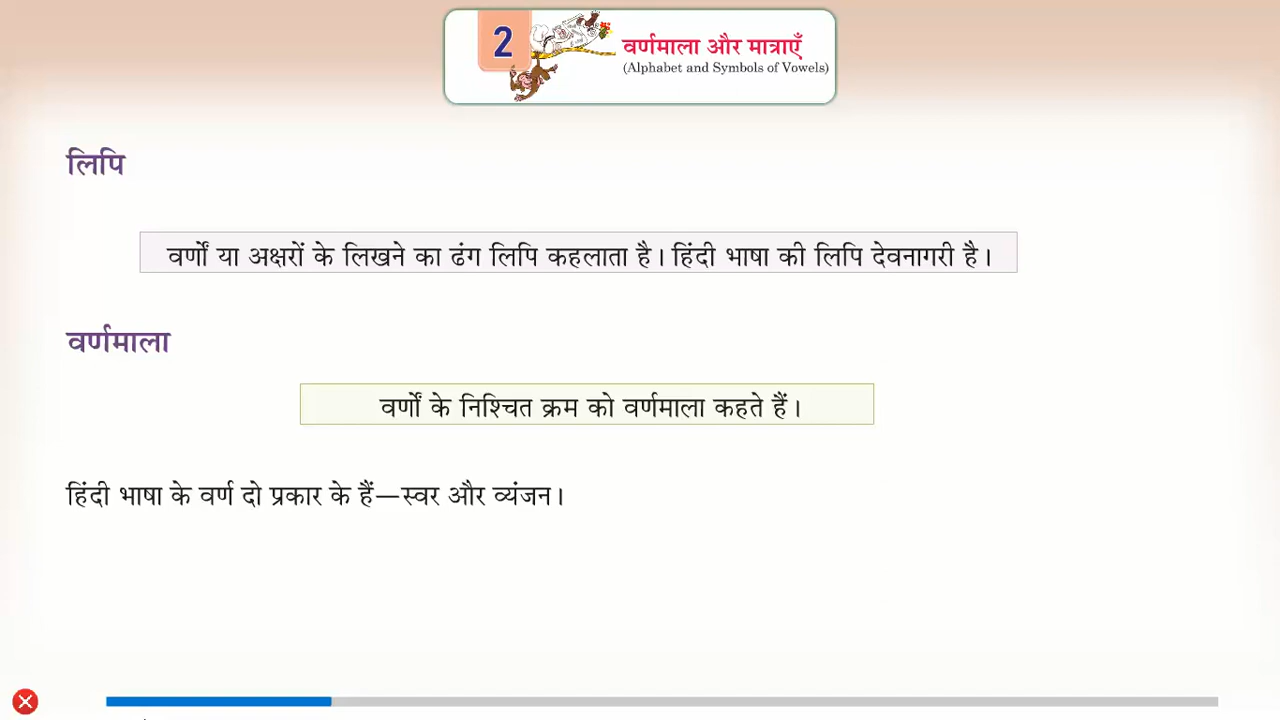 2
वर्णमाला और मात्राएँ
(Alphabet and Symbols of Vowels)
लिपि
वर्णों या अक्षरों के लिखने का ढंग लिपि कहलाता है। हिंदी भाषा की लिपि देवनागरी है।
वर्णमाला
वर्णों के निश्चित क्रम को वर्णमाला कहते हैं।
हिंदी भाषा के वर्ण दो प्रकार के हैं—स्वर और व्यंजन।